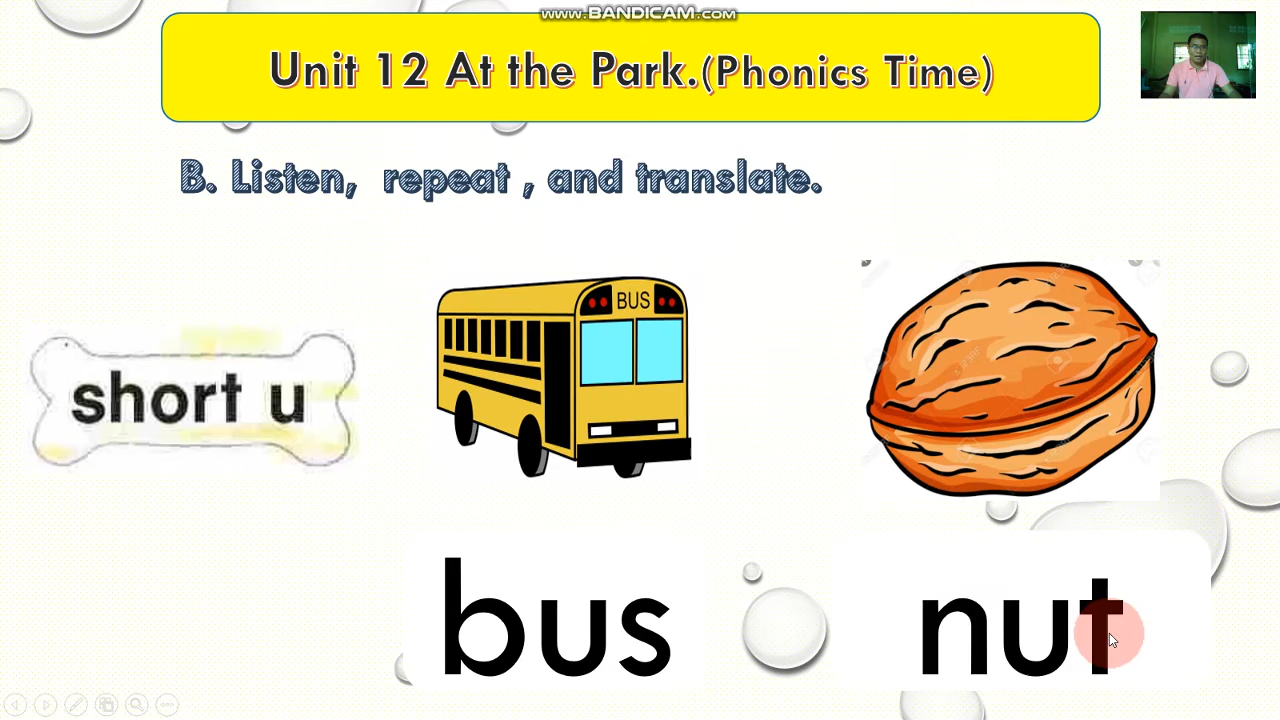 www.BANDICAM.com
Unit 12 At the Park.(Phonics Time)
B. Listen, repeat , and translate.
BUS
short u
bus
nut